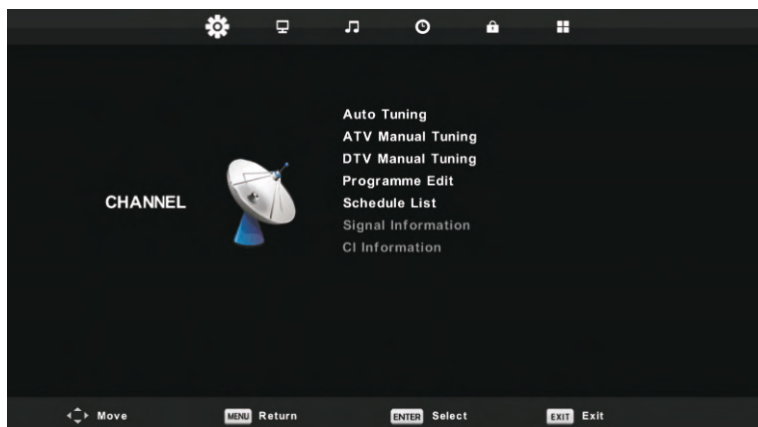 Auto Tuning
ATV Manual Tuning
DTV Manual Tuning
Programme Edit
CHANNEL
Schedule List
Signal Information
CI Information
Move MENU Return ENTER Select EXIT Exit